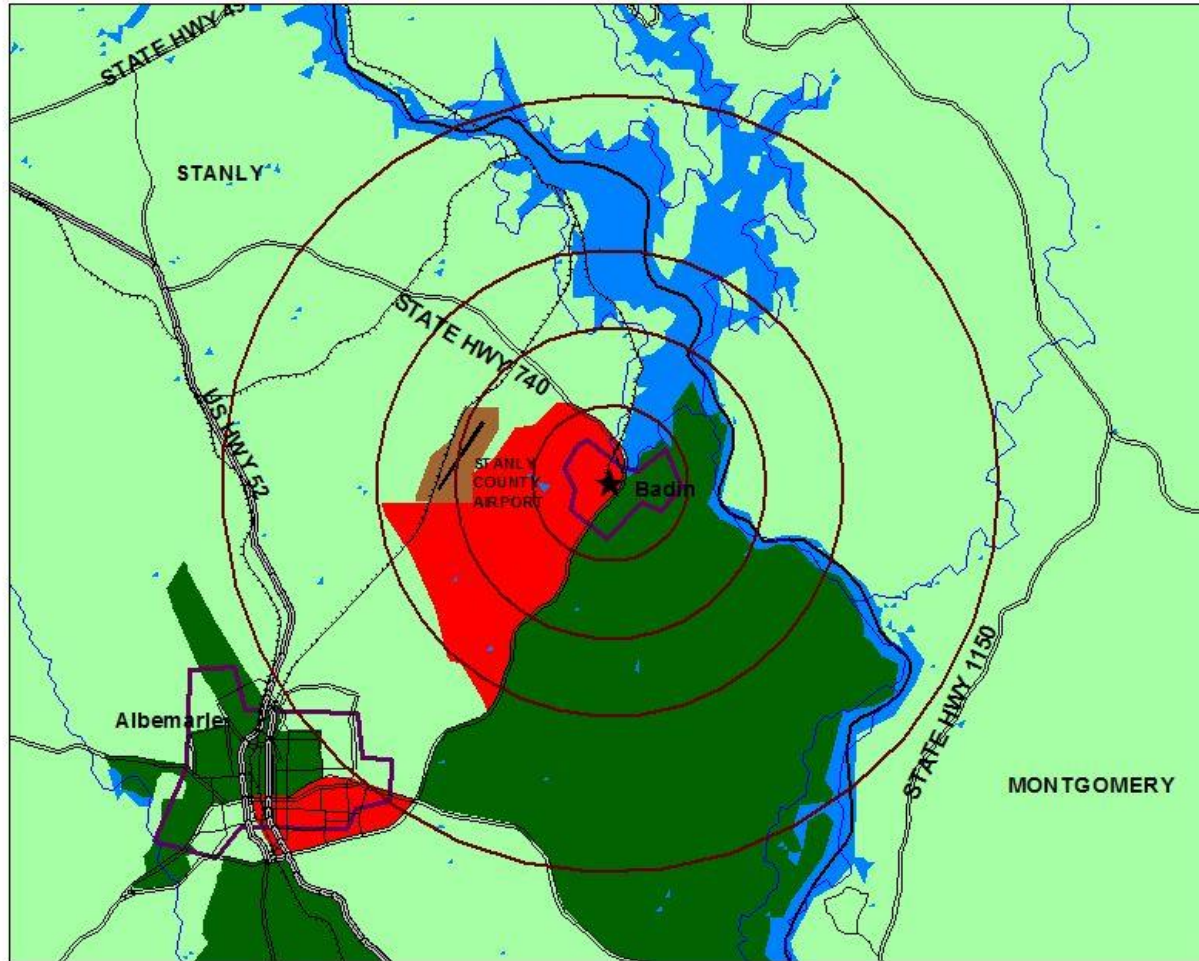 STATE HWY 49
STANLY
STATE HWY 740
US HWY 52
STANLY
COUNTY
AIRPORT
Badin
Albemarle
STATE HWY 1150
MONTGOMERY